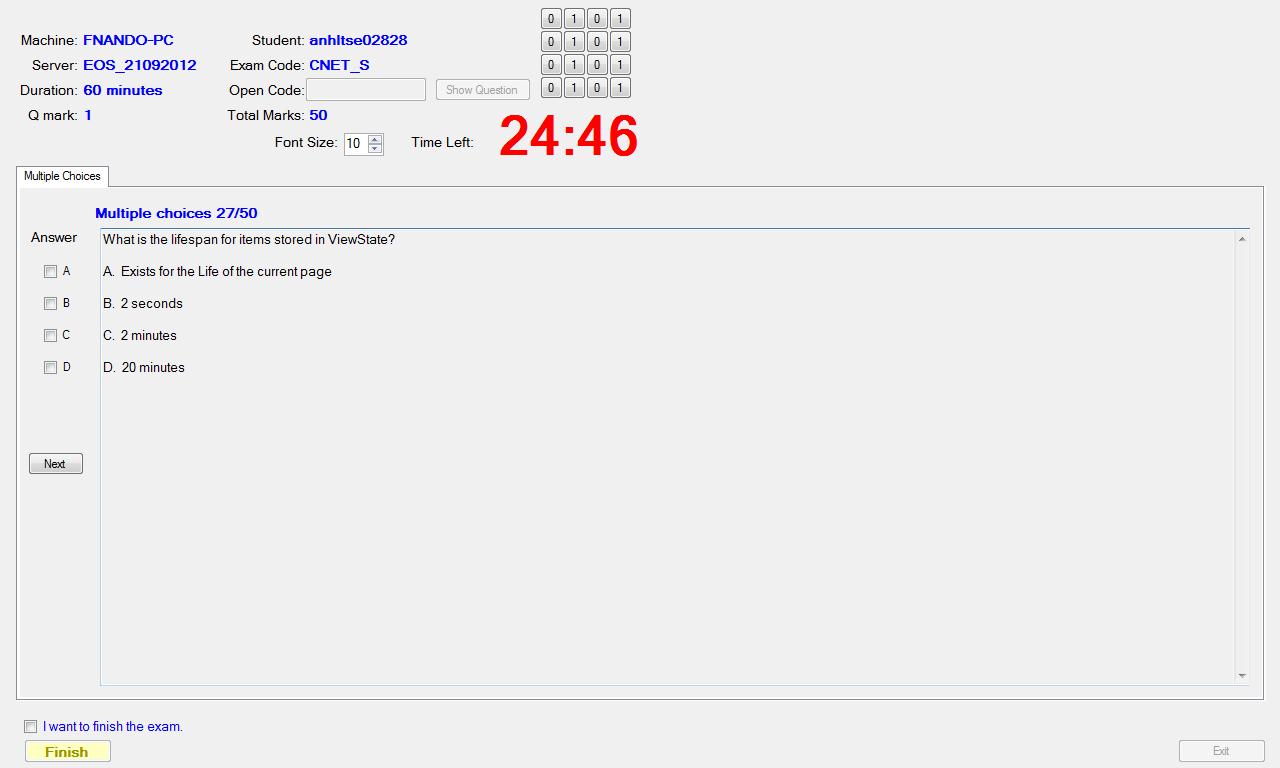 Machine: FNANDO-PC
Server: EOS_21092012
Duration: 60 minutes
Q mark: 1
Student: anhltse02828
Exam Code: CNET_S
Open Code:
Show Question
Total Marks: 50
Font Size: 10
Time Left: 24:46
0 1 0 1
0 1 0 1
0 1 0 1
0 1 0 1
Multiple Choices
Multiple choices 27/50
Answer
What is the lifespan for items stored in ViewState?
A
A. Exists for the Life of the current page
B
B. 2 seconds
C
C. 2 minutes
D
D. 20 minutes
Next
I want to finish the exam.
Finish
Exit